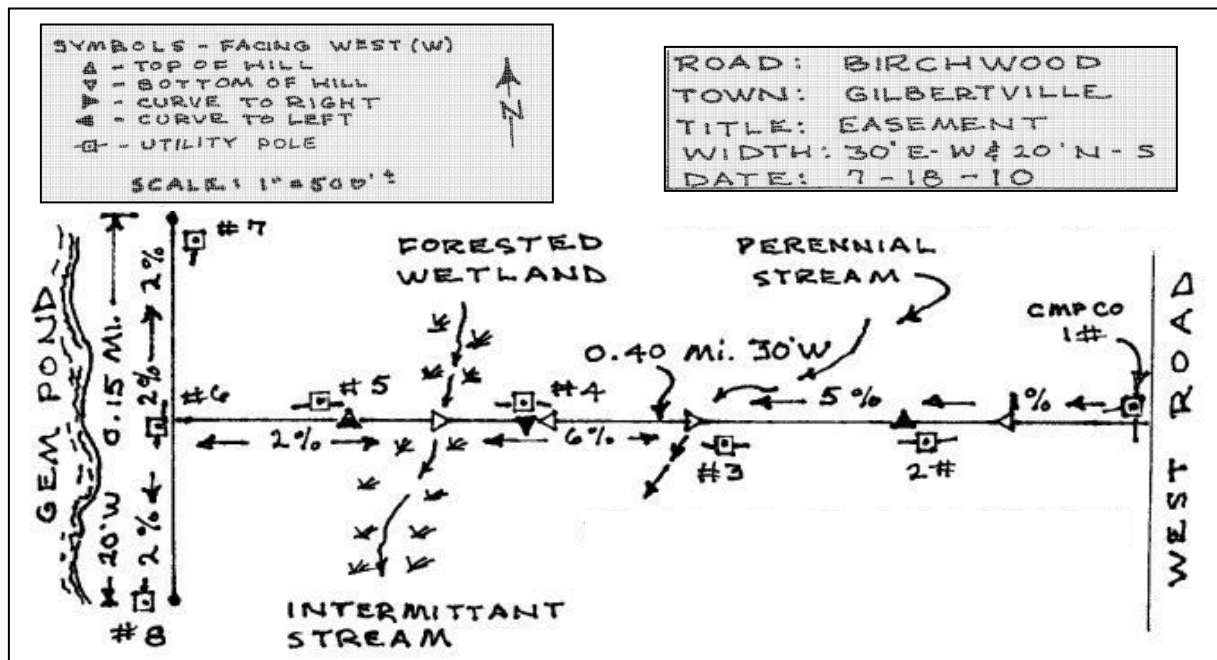 SYMBOLS - FACING WEST (W)
- TOP OF HILL
- BOTTOM OF HILL
- CURVE TO RIGHT
- CURVE TO LEFT
- UTILITY POLE
SCALE: 1" = 500' ±
N
ROAD: BIRCHWOOD
TOWN: GILBERTVILLE
TITLE: EASEMENT
WIDTH: 30' E-W & 20' N-S
DATE: 7-18-10
#7
FORESTED
WETLAND
PERENNIAL
STREAM
CMPCO
1#
0.40 Mi. 30'W
GEM POND
0.15 MI.
20'W
2%
2%
2%
#6
#5
#4
5%
1%
2%
6%
#3
2#
WEST ROAD
INTERMITTANT
STREAM
#8